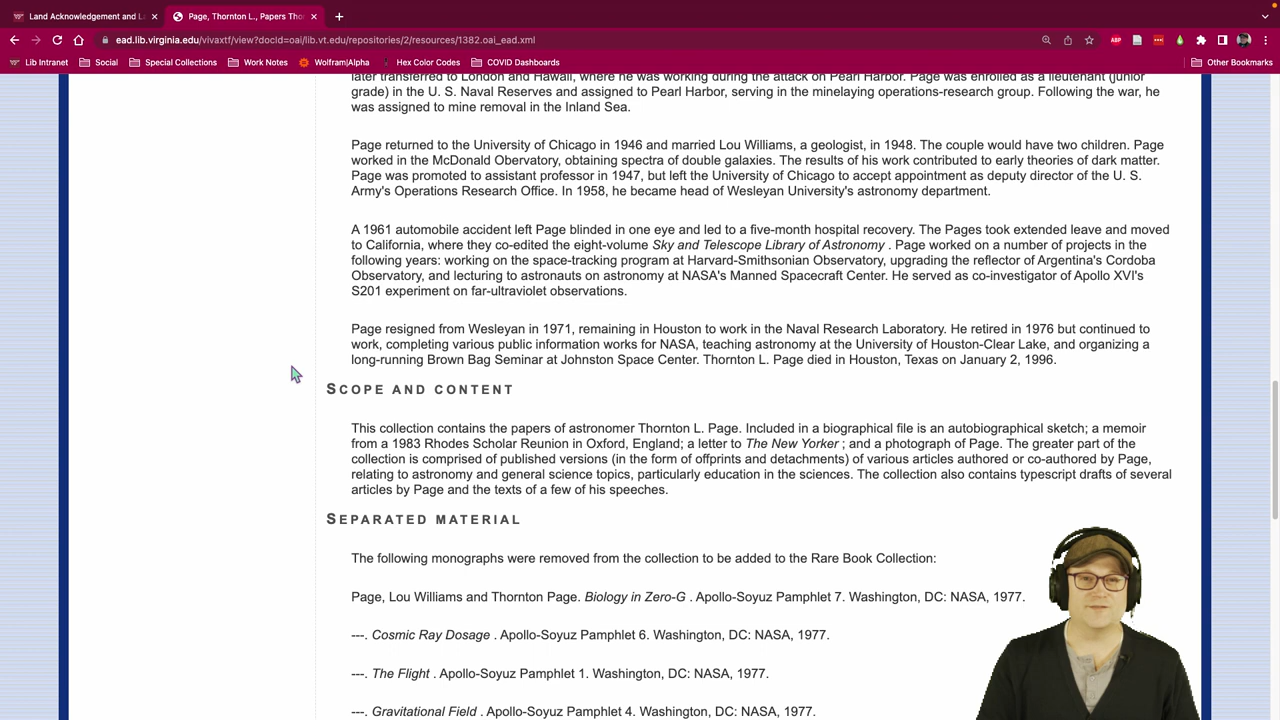 Land Acknowledgement and La
Page, Thornton L., Papers Thor
ead.lib.virginia.edu/vivaxtf/view?docId=oai/lib.vt.edu/repositories/2/resources/1382.oai_ead.xml
ABP
Lib Intranet Social Special Collections Work Notes Wolfram|Alpha Hex Color Codes COVID Dashboards Other Bookmarks
later transferred to London and Hawaii, where he was working during the attack on Pearl Harbor. Page was enrolled as a lieutenant (junior
grade) in the U. S. Naval Reserves and assigned to Pearl Harbor, serving in the minelaying operations-research group. Following the war, he
was assigned to mine removal in the Inland Sea.
Page returned to the University of Chicago in 1946 and married Lou Williams, a geologist, in 1948. The couple would have two children. Page
worked in the McDonald Obervatory, obtaining spectra of double galaxies. The results of his work contributed to early theories of dark matter.
Page was promoted to assistant professor in 1947, but left the University of Chicago to accept appointment as deputy director of the U. S.
Army's Operations Research Office. In 1958, he became head of Wesleyan University's astronomy department.
A 1961 automobile accident left Page blinded in one eye and led to a five-month hospital recovery. The Pages took extended leave and moved
to California, where they co-edited the eight-volume Sky and Telescope Library of Astronomy . Page worked on a number of projects in the
following years: working on the space-tracking program at Harvard-Smithsonian Observatory, upgrading the reflector of Argentina's Cordoba
Observatory, and lecturing to astronauts on astronomy at NASA's Manned Spacecraft Center. He served as co-investigator of Apollo XVI's
S201 experiment on far-ultraviolet observations.
Page resigned from Wesleyan in 1971, remaining in Houston to work in the Naval Research Laboratory. He retired in 1976 but continued to
work, completing various public information works for NASA, teaching astronomy at the University of Houston-Clear Lake, and organizing a
long-running Brown Bag Seminar at Johnston Space Center. Thornton L. Page died in Houston, Texas on January 2, 1996.
SCOPE AND CONTENT
This collection contains the papers of astronomer Thornton L. Page. Included in a biographical file is an autobiographical sketch; a memoir
from a 1983 Rhodes Scholar Reunion in Oxford, England; a letter to The New Yorker ; and a photograph of Page. The greater part of the
collection is comprised of published versions (in the form of offprints and detachments) of various articles authored or co-authored by Page,
relating to astronomy and general science topics, particularly education in the sciences. The collection also contains typescript drafts of several
articles by Page and the texts of a few of his speeches.
SEPARATED MATERIAL
The following monographs were removed from the collection to be added to the Rare Book Collection:
Page, Lou Williams and Thornton Page. Biology in Zero-G . Apollo-Soyuz Pamphlet 7. Washington, DC: NASA, 1977.
---. Cosmic Ray Dosage . Apollo-Soyuz Pamphlet 6. Washington, DC: NASA, 1977.
---. The Flight . Apollo-Soyuz Pamphlet 1. Washington, DC: NASA, 1977.
---. Gravitational Field . Apollo-Soyuz Pamphlet 4. Washington, DC: NASA, 1977.